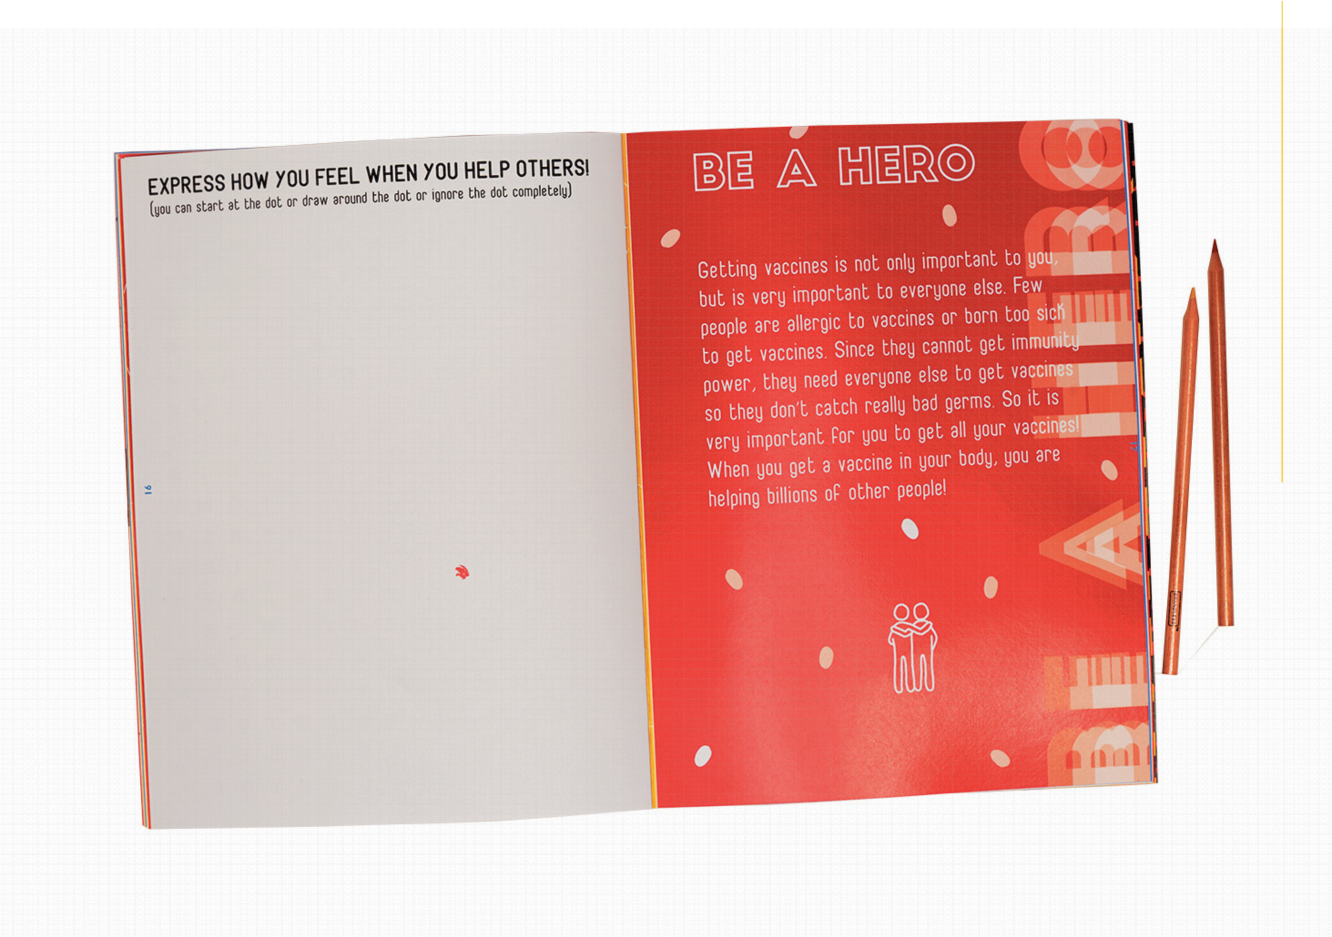 EXPRESS HOW YOU FEEL WHEN YOU HELP OTHERS!
(you can start at the dot or draw around the dot or ignore the dot completely)
16
BE A HERO
Getting vaccines is not only important to you,
but is very important to everyone else. Few
people are allergic to vaccines or born too sick
to get vaccines. Since they cannot get immunity
power, they need everyone else to get vaccines
so they don't catch really bad germs. So it is
very important for you to get all your vaccines!
When you get a vaccine in your body, you are
helping billions of other people!
BE A HERO